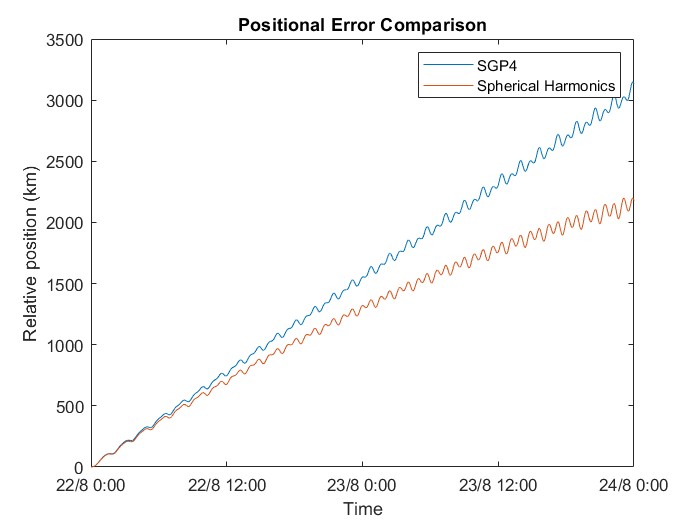 Positional Error Comparison
3500
3000
2500
2000
1500
1000
500
0
Relative position (km)
SGP4
Spherical Harmonics
22/8 0:00 22/8 12:00 23/8 0:00 23/8 12:00 24/8 0:00
Time